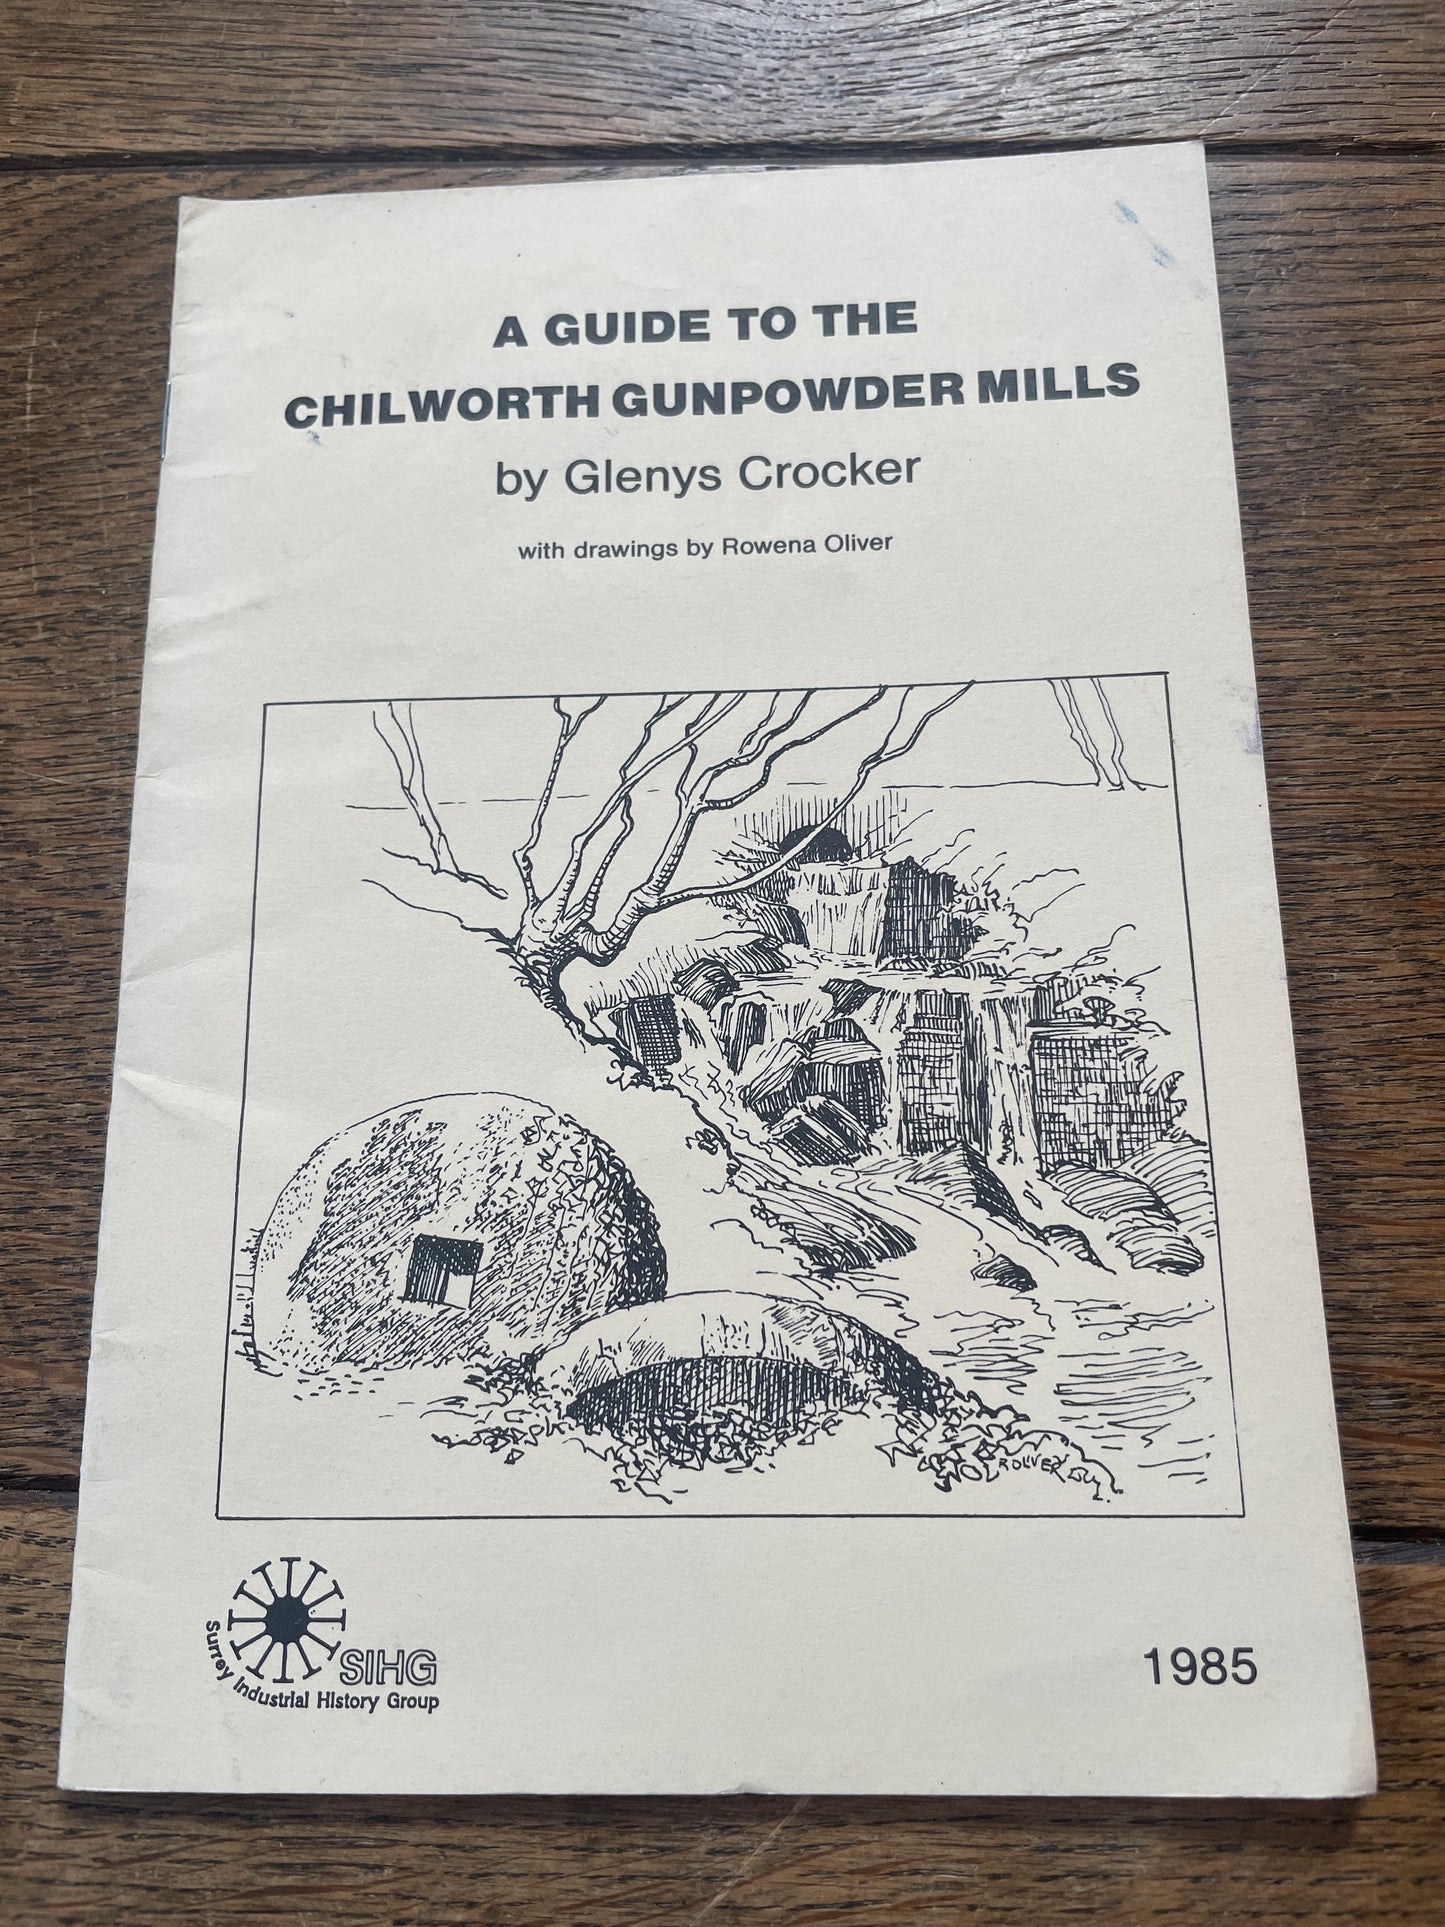 A GUIDE TO THE
CHILWORTH GUNPOWDER MILLS
by Glenys Crocker
with drawings by Rowena Oliver
ROLIVER
SIHG
Surrey Industrial History Group
1985